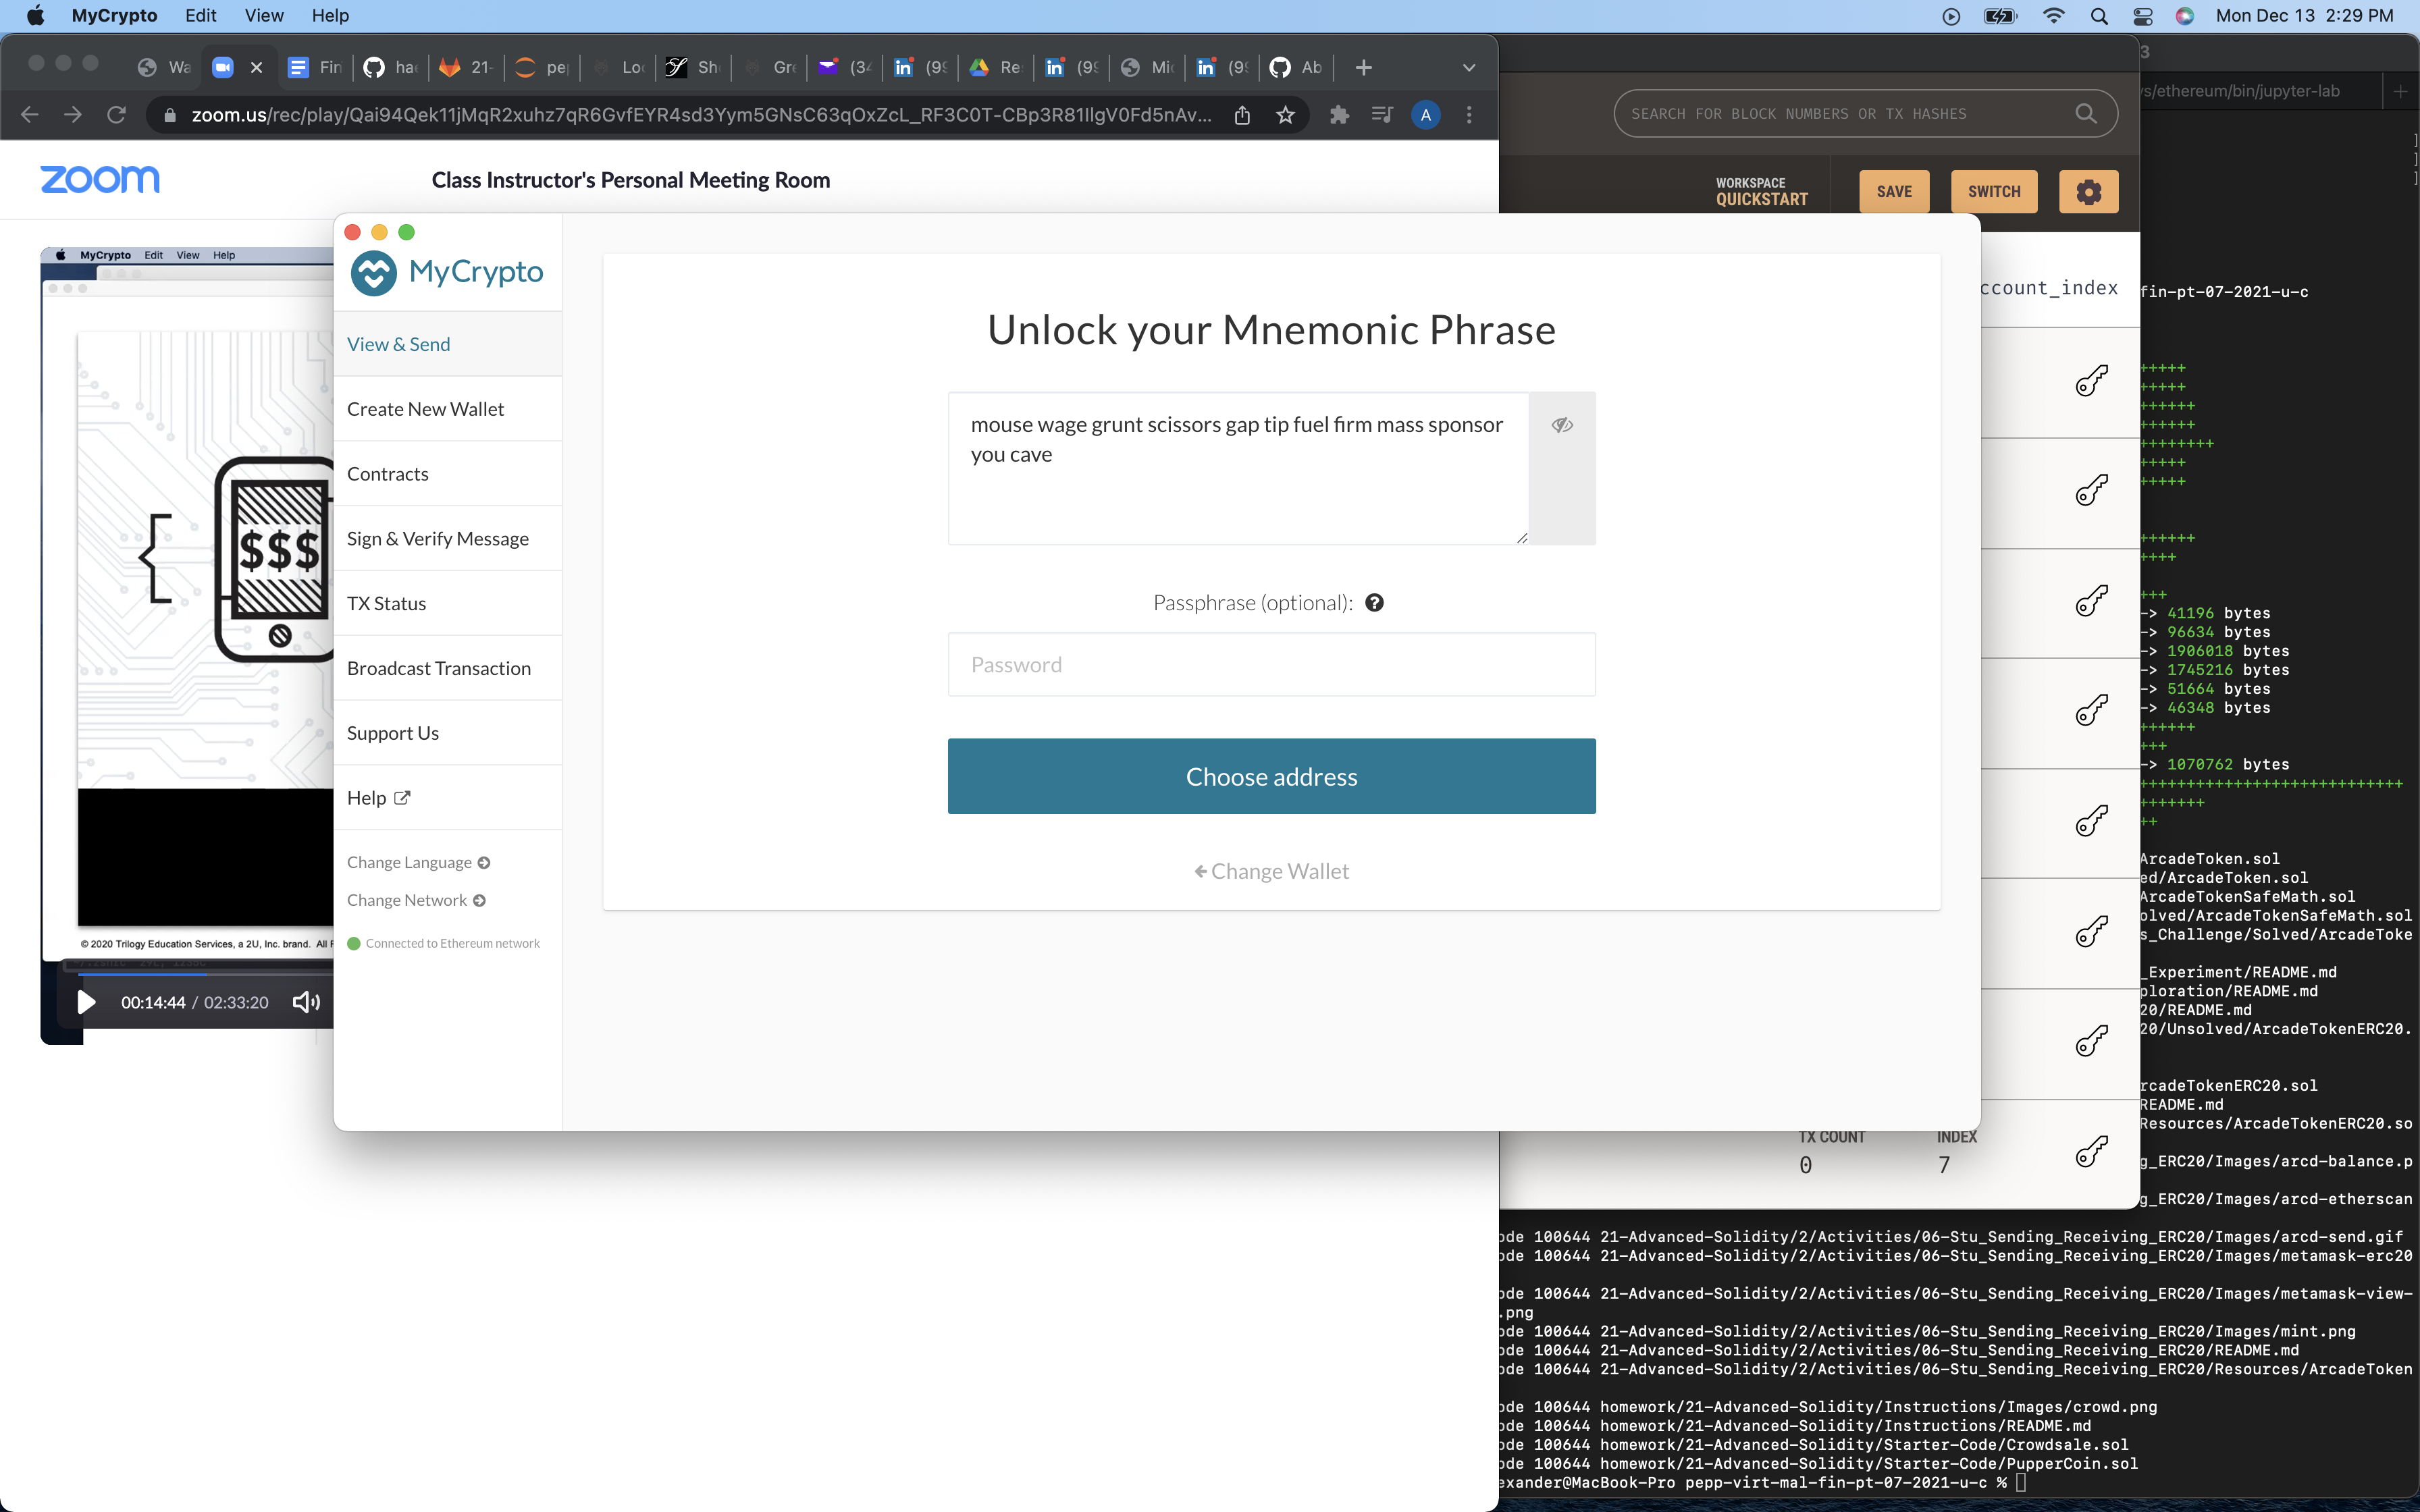 MyCrypto Edit View Help
Mon Dec 13 2:29 PM
Wa
Fin
ha
21-
pe
Lo
Sh
Gr
(34
(99
Re
(99
Mi
(99
Ab
zoom.us/rec/play/Qai94Qek11jMqR2xuhz7qR6GvfEYR4sd3Yym5GNsC63qOxZcL_RF3C0T-CBp3R81IlgV0Fd5nAv...
A
zoom
Class Instructor's Personal Meeting Room
MyCrypto Edit View Help
$$$
© 2020 Trilogy Education Services, a 2U, Inc. brand. All
00:14:44 / 02:33:20
MyCrypto
View & Send
Create New Wallet
Contracts
Sign & Verify Message
TX Status
Broadcast Transaction
Support Us
Help
Change Language
Change Network
Connected to Ethereum network
Unlock your Mnemonic Phrase
mouse wage grunt scissors gap tip fuel firm mass sponsor
you cave
Passphrase (optional):
Password
Choose address
Change Wallet
SEARCH FOR BLOCK NUMBERS OR TX HASHES
WORKSPACE
QUICKSTART
SAVE
SWITCH
ccount_index
TX COUNT
0
INDEX
7
3
s/ethereum/bin/jupyter-lab
fin-pt-07-2021-u-c
+++++
+++++
++++++
++++++
++++++++
+++++
+++++
++++++
++++
+++
-> 41196 bytes
-> 96634 bytes
-> 1906018 bytes
-> 1745216 bytes
-> 51664 bytes
-> 46348 bytes
++++++
+++
-> 1070762 bytes
++++++++++++++++++++++++++++
+++++++
++
ArcadeToken.sol
ed/ArcadeToken.sol
ArcadeTokenSafeMath.sol
olved/ArcadeTokenSafeMath.sol
s_Challenge/Solved/ArcadeToke
_Experiment/README.md
ploration/README.md
20/README.md
20/Unsolved/ArcadeTokenERC20.
rcadeTokenERC20.sol
README.md
Resources/ArcadeTokenERC20.so
g_ERC20/Images/arcd-balance.p
g_ERC20/Images/arcd-etherscan
ode 100644 21-Advanced-Solidity/2/Activities/06-Stu_Sending_Receiving_ERC20/Images/arcd-send.gif
ode 100644 21-Advanced-Solidity/2/Activities/06-Stu_Sending_Receiving_ERC20/Images/metamask-erc20
ode 100644 21-Advanced-Solidity/2/Activities/06-Stu_Sending_Receiving_ERC20/Images/metamask-view-
.png
ode 100644 21-Advanced-Solidity/2/Activities/06-Stu_Sending_Receiving_ERC20/Images/mint.png
ode 100644 21-Advanced-Solidity/2/Activities/06-Stu_Sending_Receiving_ERC20/README.md
ode 100644 21-Advanced-Solidity/2/Activities/06-Stu_Sending_Receiving_ERC20/Resources/ArcadeToken
ode 100644 homework/21-Advanced-Solidity/Instructions/Images/crowd.png
ode 100644 homework/21-Advanced-Solidity/Instructions/README.md
ode 100644 homework/21-Advanced-Solidity/Starter-Code/Crowdsale.sol
ode 100644 homework/21-Advanced-Solidity/Starter-Code/PupperCoin.sol
exander@MacBook-Pro pepp-virt-mal-fin-pt-07-2021-u-c %